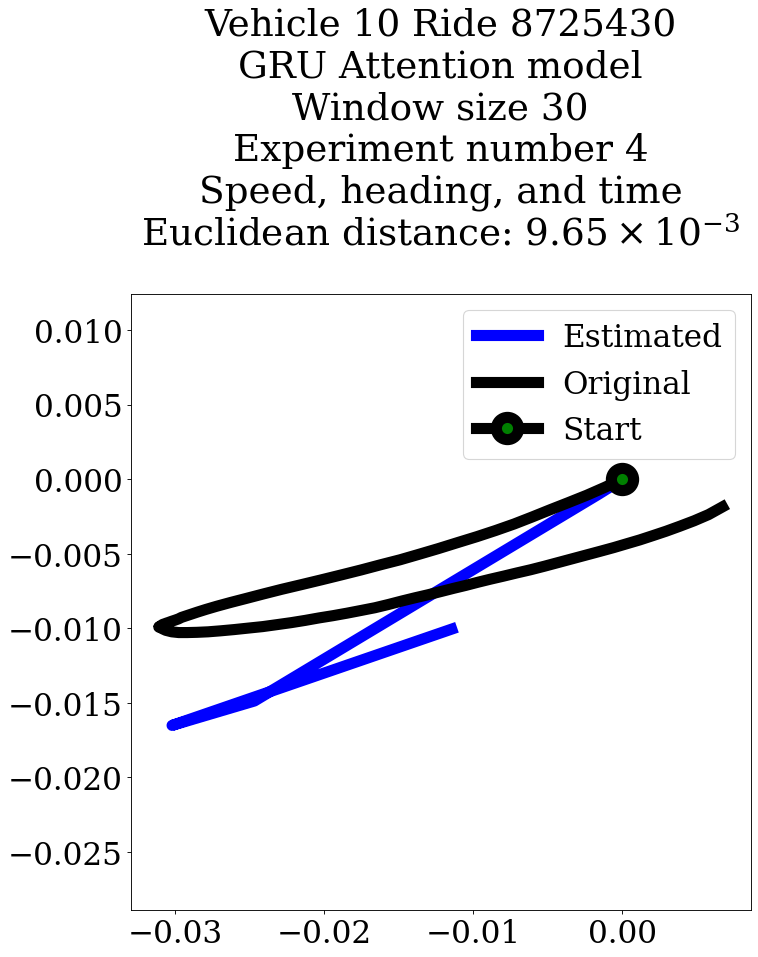 Vehicle 10 Ride 8725430
GRU Attention model
Window size 30
Experiment number 4
Speed, heading, and time
Euclidean distance: 9.65 × 10⁻³
Estimated
Original
Start
0.010
0.005
0.000
−0.005
−0.010
−0.015
−0.020
−0.025
−0.03 −0.02 −0.01 0.00